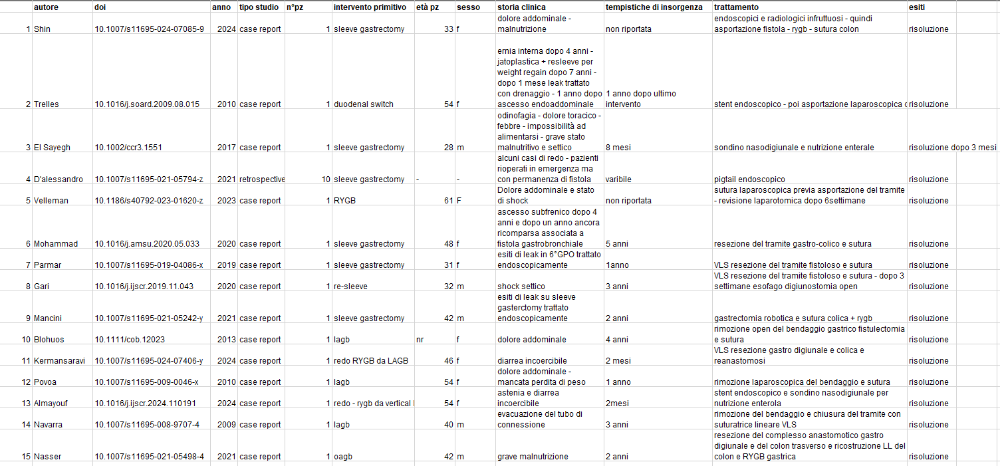 autore doi anno tipo studio n°pz intervento primitivo età pz sesso storia clinica tempistiche di insorgenza trattamento esiti
dolore addominale - endoscopici e radiologici infruttuosi - quindi
1 Shin 10.1007/s11695-024-07085-9 2024 case report 1 sleeve gastrectomy 33 f malnutrizione non riportata asportazione fistola - rygb - sutura colon risoluzione
ernia interna dopo 4 anni -
jatoplastica + resleeve per
weight regain dopo 7 anni -
dopo 1 mese leak trattato
con drenaggio - 1 anno dopo 1 anno dopo ultimo
2 Trelles 10.1016/j.soard.2009.08.015 2010 case report 1 duodenal switch 54 f ascesso endoaddominale intervento stent endoscopico - poi asportazione laparoscopica risoluzione
odinofagia - dolore toracico -
febbre - impossibilità ad
alimentarsi - grave stato
3 El Sayegh 10.1002/ccr3.1551 2017 case report 1 sleeve gastrectomy 28 m malnutritivo e settico 8 mesi sondino nasodigiunale e nutrizione enterale risoluzione dopo 3 mesi
alcuni casi di redo - pazienti
rioperati in emergenza ma
4 D'alessandro 10.1007/s11695-021-05794-z 2021 retrospective 10 sleeve gastrectomy - - con permanenza di fistola varibile pigtail endoscopico risoluzione
Dolore addominale e stato sutura laparoscopica previa asportazione del tramite
5 Velleman 10.1186/s40792-023-01620-z 2023 case report 1 RYGB 61 F di shock non riportata - revisione laparotomica dopo 6settimane risoluzione
ascesso subfrenico dopo 4
anni e dopo un anno ancora
ricomparsa associata a
6 Mohammad 10.1016/j.amsu.2020.05.033 2020 case report 1 sleeve gastrectomy 48 f fistola gastrobronchiale 5 anni resezione del tramite gastro-colico e sutura risoluzione
esiti di leak in 6°GPO trattato
7 Parmar 10.1007/s11695-019-04086-x 2019 case report 1 sleeve gastrectomy 31 f endoscopicamente 1anno VLS resezione del tramite fistoloso e sutura risoluzione
VLS resezione del tramite fistoloso e sutura - dopo 3
8 Gari 10.1016/j.ijscr.2019.11.043 2020 case report 1 re-sleeve 32 m shock settico 3 anni settimane esofago digiunostomia open risoluzione
esiti di leak su sleeve
gasterctomy trattato
9 Mancini 10.1007/s11695-021-05242-y 2021 case report 1 sleeve gastrectomy 42 m endoscopicamente 2 anni gastrectomia robotica e sutura colica + rygb risoluzione
rimozione open del bendaggio gastrico fistulectomia
10 Blohuos 10.1111/cob.12023 2013 case report 1 lagb nr f dolore addominale 4 anni e sutura risoluzione
VLS resezione gastro digiunale e colica e
11 Kermansaravi 10.1007/s11695-024-07406-y 2024 case report 1 redo RYGB da LAGB 46 f diarrea incoercibile 2 mesi reanastomosi risoluzione
dolore addominale -
12 Povoa 10.1007/s11695-009-0046-x 2010 case report 1 lagb 54 f mancata perdita di peso 1 anno rimozione laparoscopica del bendaggio e sutura risoluzione
astenia e diarrea stent endoscopico e sondino nasodigiunale per
13 Almayouf 10.1016/j.ijscr.2024.110191 2024 case report 1 redo - rygb da vertical 54 f incoercibile 2mesi nutrizione enterola risoluzione
evacuazione del tubo di rimozione del bendaggio e chiusura del tramite con
14 Navarra 10.1007/s11695-008-9707-4 2009 case report 1 lagb 40 m connessione 3 anni suturatrice lineare VLS risoluzione
resezione del complesso anastomotico gastro
digiunale e del colon trasverso e ricostruzione LL del
15 Nasser 10.1007/s11695-021-05498-4 2021 case report 1 oagb 42 m grave malnutrizione 2 anni colon e RYGB gastrica risoluzione